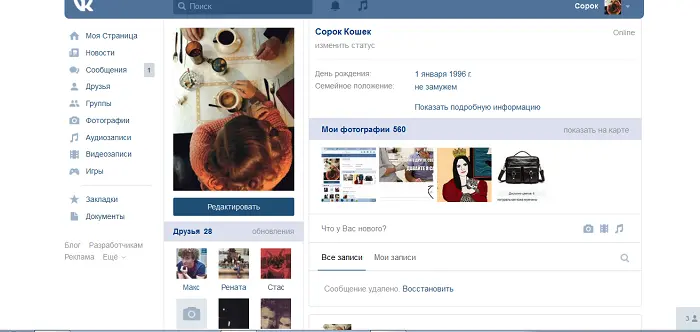 Поиск
Сорок
Моя Страница
Новости
Сообщения 1
Друзья
Группы
Фотографии
Аудиозаписи
Видеозаписи
Игры
Закладки
Документы
Блог Разработчикам
Реклама Ещё
Редактировать
Друзья 28 обновления
Макс Рената Стас
Сорок Кошек Online
изменить статус
День рождения: 1 января 1996 г.
Семейное положение: не замужем
Показать подробную информацию
Мои фотографии 560 показать на карте
Что у Вас нового?
Все записи Мои записи
Сообщение удалено. Восстановить
3